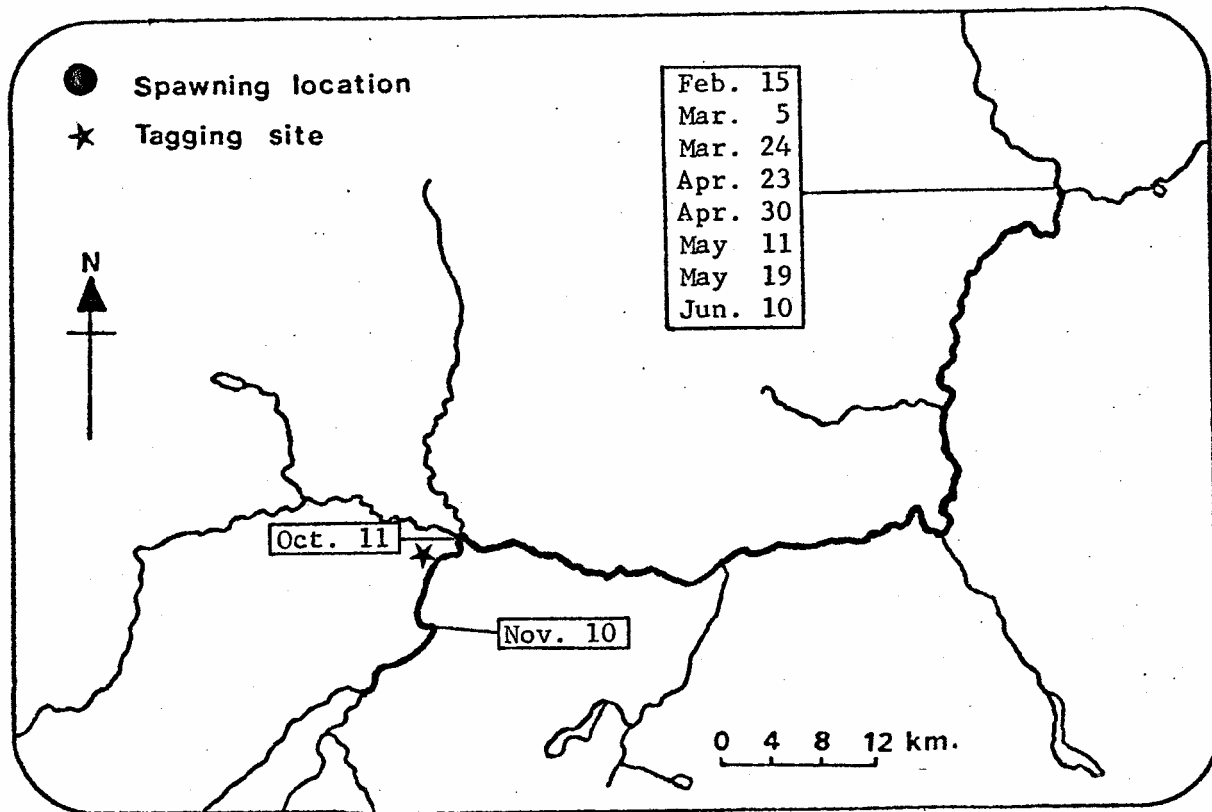 Spawning location
Tagging site
N
Feb. 15
Mar. 5
Mar. 24
Apr. 23
Apr. 30
May 11
May 19
Jun. 10
Oct. 11
Nov. 10
0 4 8 12 km.